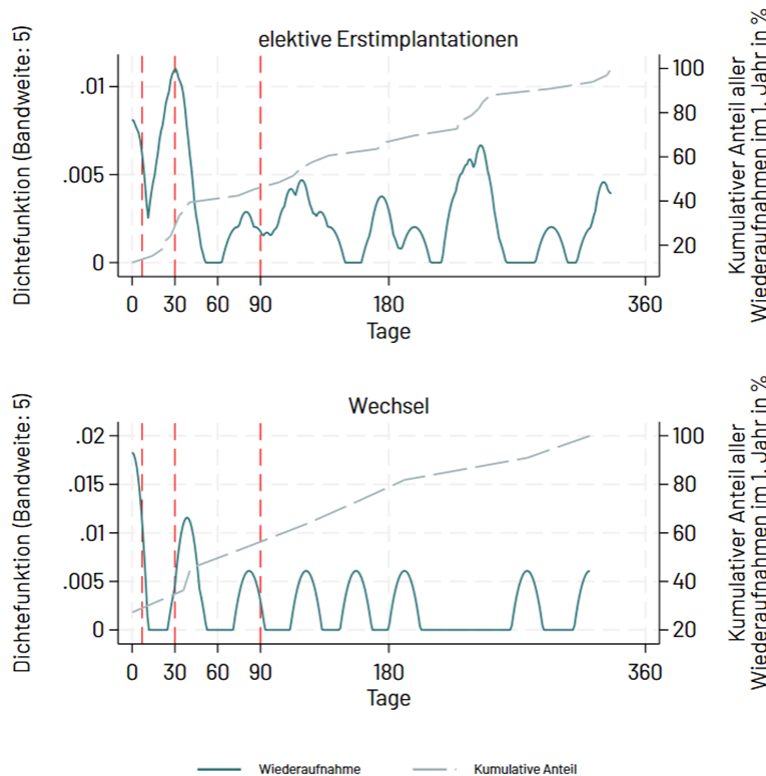 elektive Erstimplantationen
Dichtefunktion (Bandweite: 5)
.01
.005
0
100
80
60
40
20
Kumulativer Anteil aller
Wiederaufnahmen im 1. Jahr in %
0 30 60 90 180 360
Tage
Wechsel
Dichtefunktion (Bandweite: 5)
.02
.015
.01
.005
0
100
80
60
40
20
Kumulativer Anteil aller
Wiederaufnahmen im 1. Jahr in %
0 30 60 90 180 360
Tage
Wiederaufnahme Kumulative Anteil